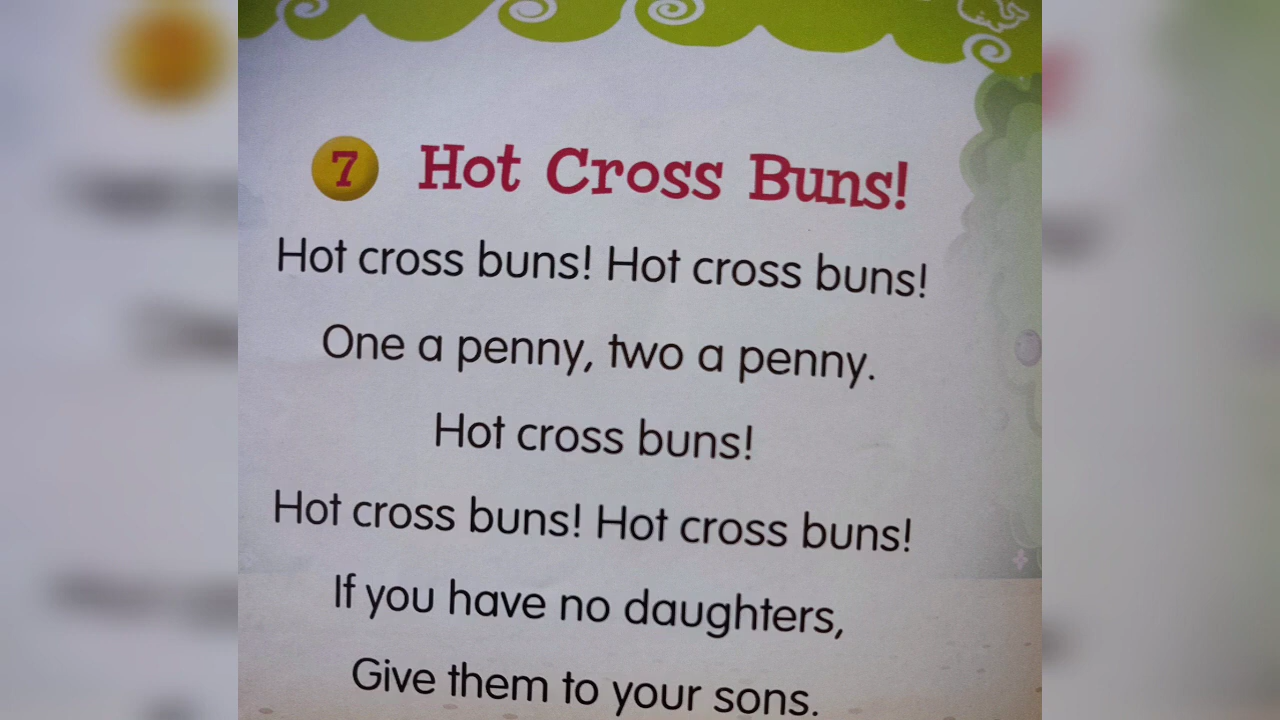 7 Hot Cross Buns!
Hot cross buns! Hot cross buns!
One a penny, two a penny.
Hot cross buns!
Hot cross buns! Hot cross buns!
If you have no daughters,
Give them to your sons.